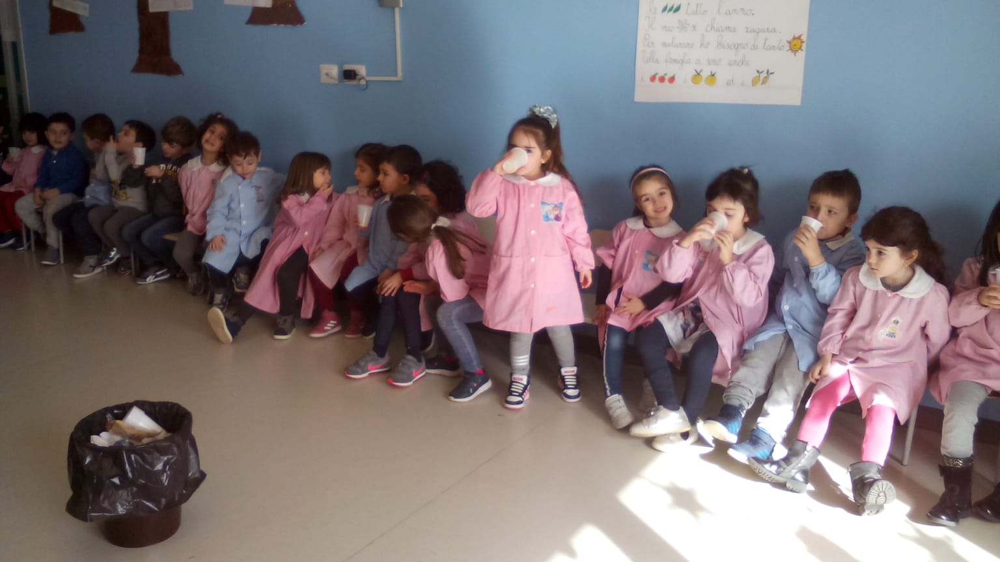 le tutto l'anno.
Il mio si chiama zagara.
Per maturare ho bisogno di tanto
Nella famiglia ci sono anche
i i ed i